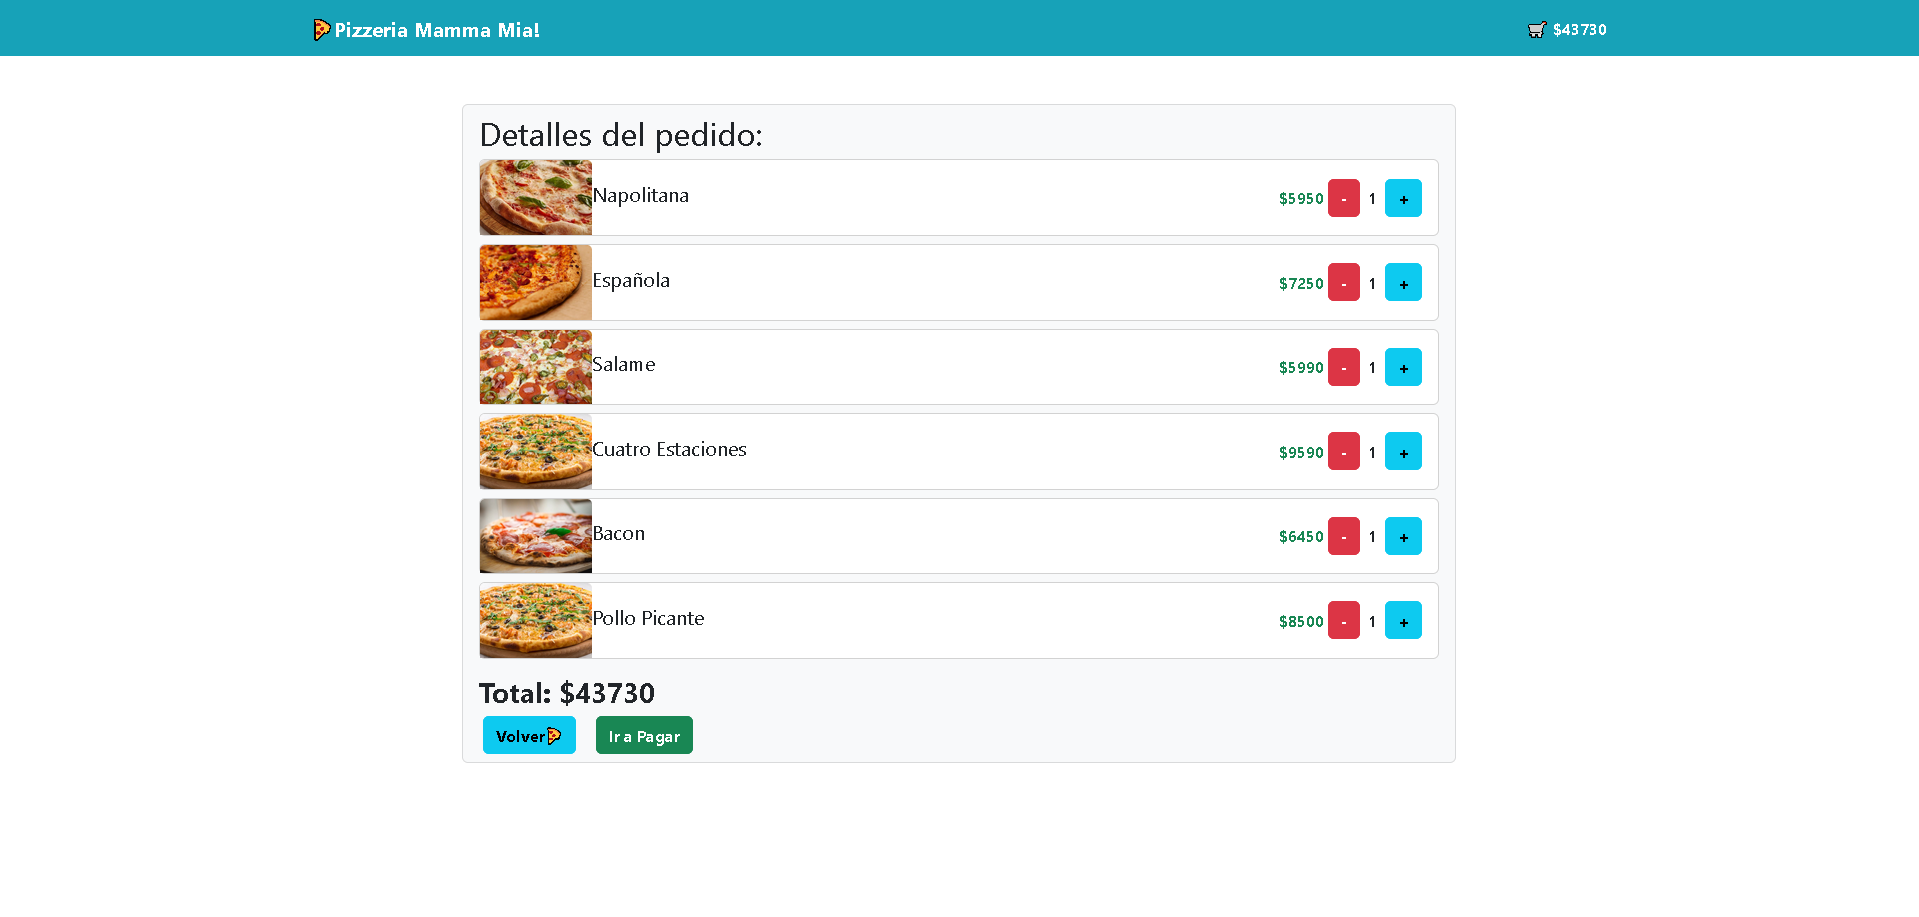 Pizzeria Mamma Mia! $43730
Detalles del pedido:
Napolitana $5950 - 1 +
Española $7250 - 1 +
Salame $5990 - 1 +
Cuatro Estaciones $9590 - 1 +
Bacon $6450 - 1 +
Pollo Picante $8500 - 1 +
Total: $43730
Volver Ir a Pagar